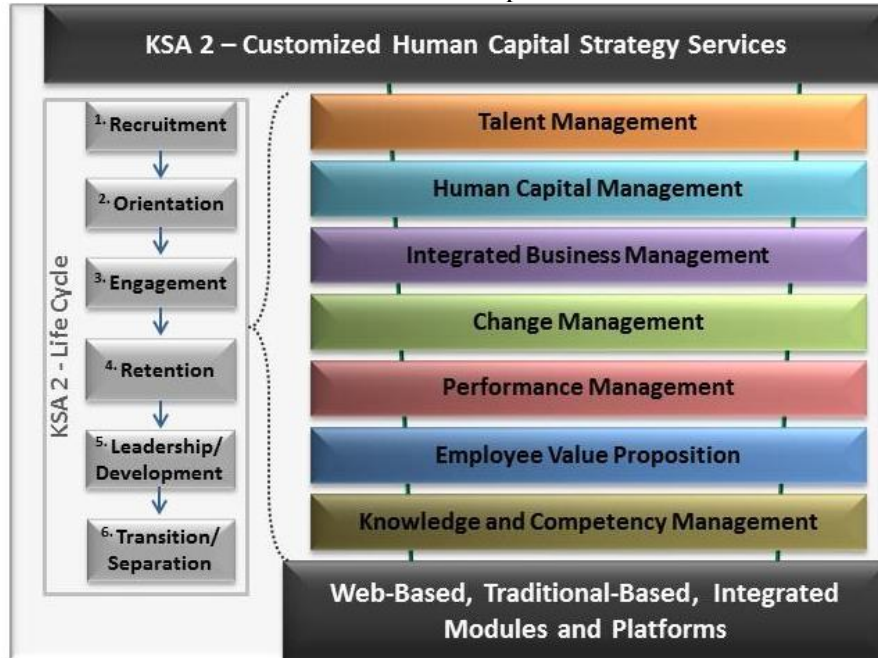 KSA 2 – Customized Human Capital Strategy Services
KSA 2 - Life Cycle
1. Recruitment
2. Orientation
3. Engagement
4. Retention
5. Leadership/
Development
6. Transition/
Separation
Talent Management
Human Capital Management
Integrated Business Management
Change Management
Performance Management
Employee Value Proposition
Knowledge and Competency Management
Web-Based, Traditional-Based, Integrated
Modules and Platforms